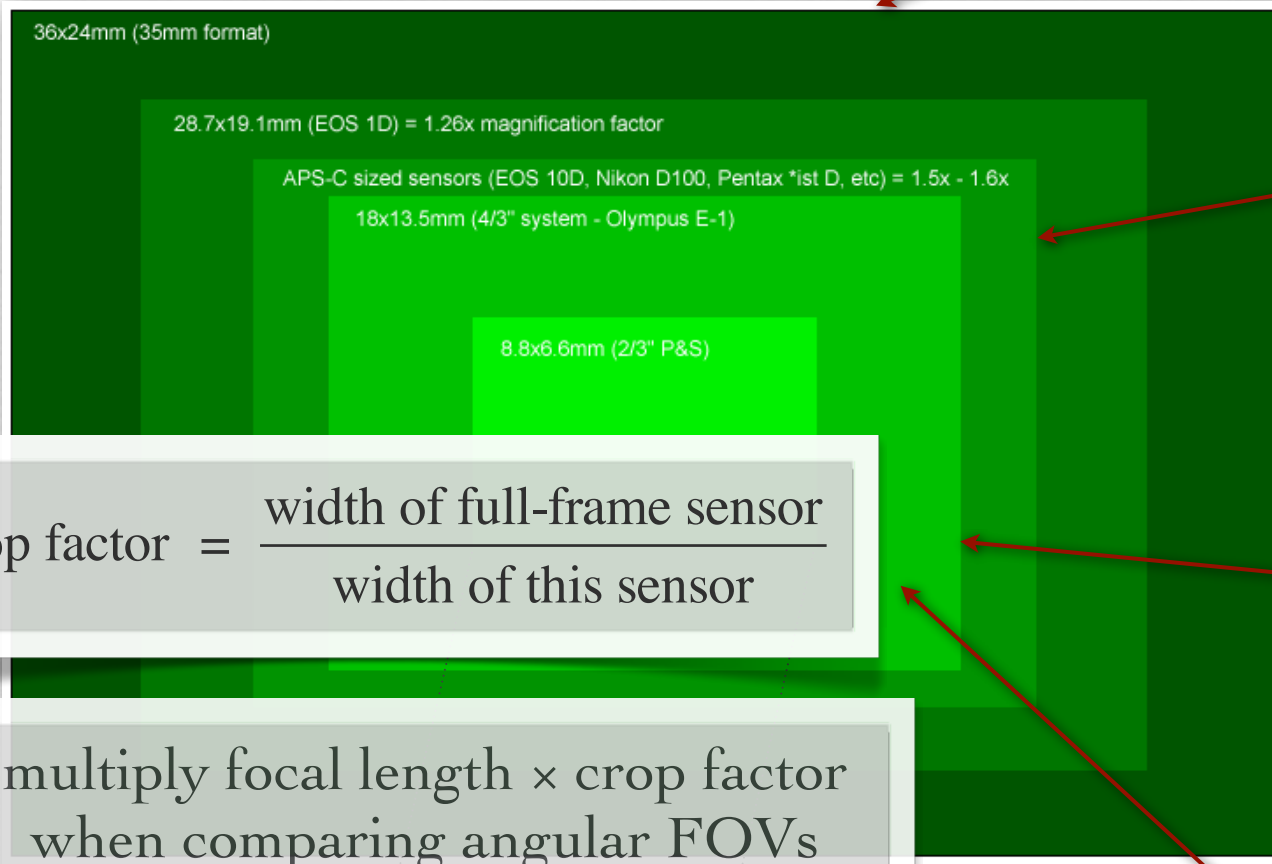 36x24mm (35mm format)
28.7x19.1mm (EOS 1D) = 1.26x magnification factor
APS-C sized sensors (EOS 10D, Nikon D100, Pentax *ist D, etc) = 1.5x - 1.6x
18x13.5mm (4/3" system - Olympus E-1)
8.8x6.6mm (2/3" P&S)
width of full-frame sensor
p factor =
width of this sensor
multiply focal length × crop factor
when comparing angular FOVs